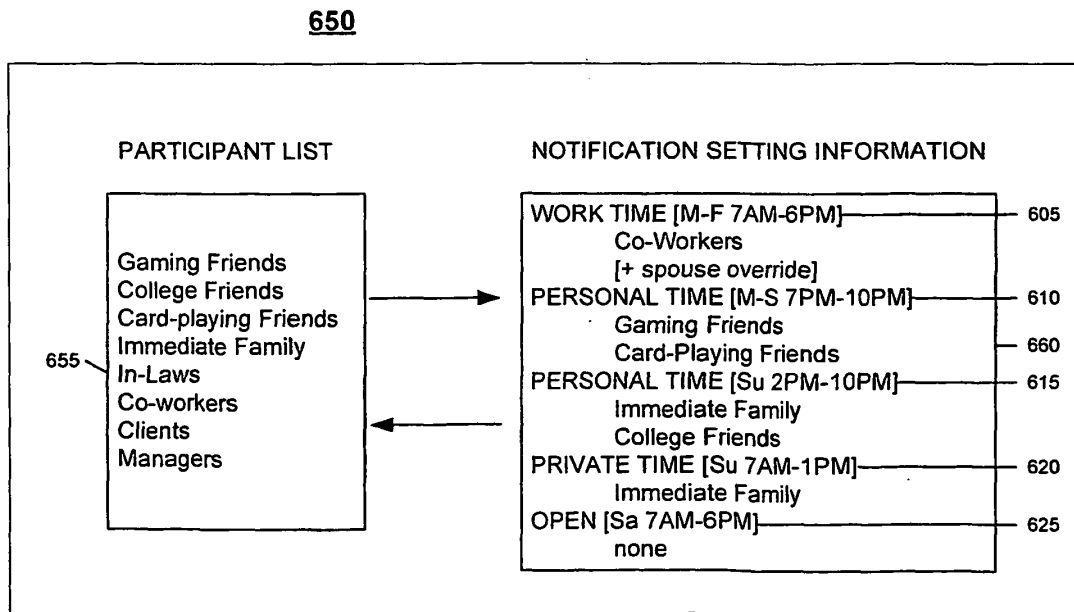 650
PARTICIPANT LIST
Gaming Friends
College Friends
Card-playing Friends
Immediate Family
In-Laws
Co-workers
Clients
Managers
655
NOTIFICATION SETTING INFORMATION
WORK TIME [M-F 7AM-6PM] 605
Co-Workers
[+ spouse override]
PERSONAL TIME [M-S 7PM-10PM] 610
Gaming Friends
Card-Playing Friends 660
PERSONAL TIME [Su 2PM-10PM] 615
Immediate Family
College Friends
PRIVATE TIME [Su 7AM-1PM] 620
Immediate Family
OPEN [Sa 7AM-6PM] 625
none